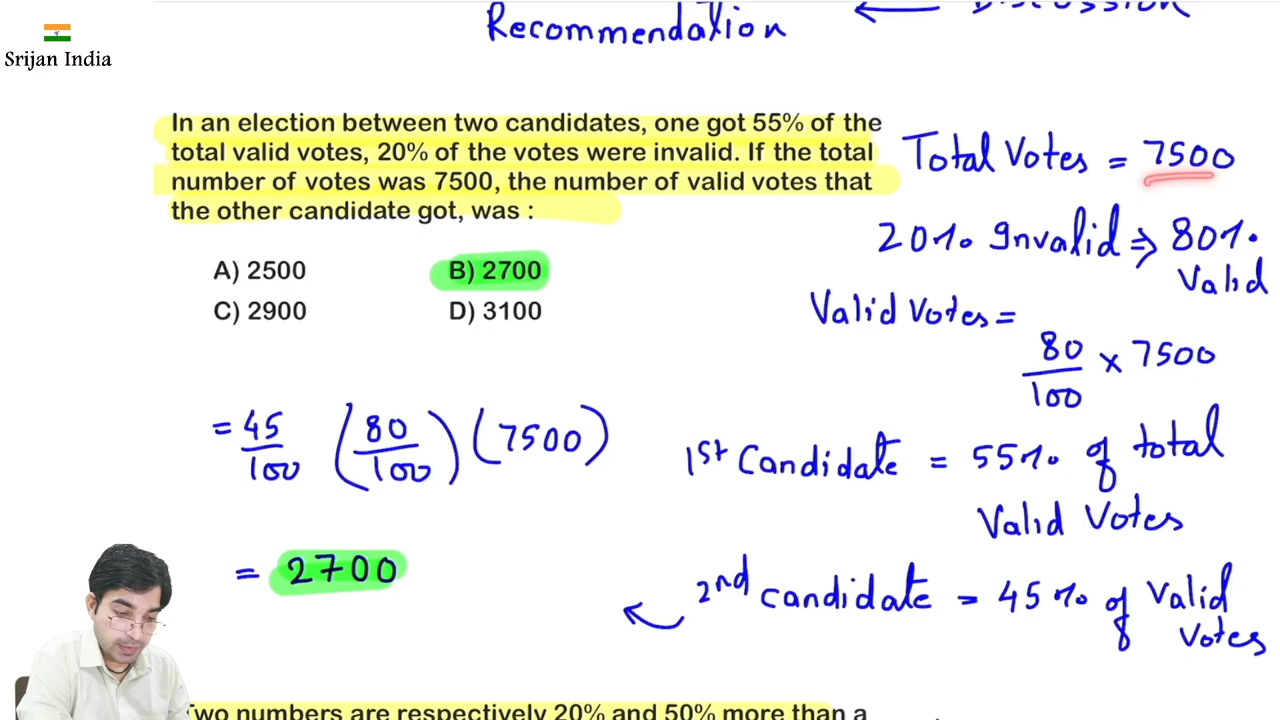 Recommendation
Srijan India
In an election between two candidates, one got 55% of the
total valid votes, 20% of the votes were invalid. If the total
number of votes was 7500, the number of valid votes that
the other candidate got, was :
A) 2500 B) 2700
C) 2900 D) 3100
Total Votes = 7500
20% Invalid ⇒ 80%
Valid
Valid Votes =
80/100 × 7500
1st Candidate = 55% of total
Valid Votes
2nd candidate = 45% of Valid
Votes
= 45/100 (80/100) (7500)
= 2700
Two numbers are respectively 20% and 50% more than a